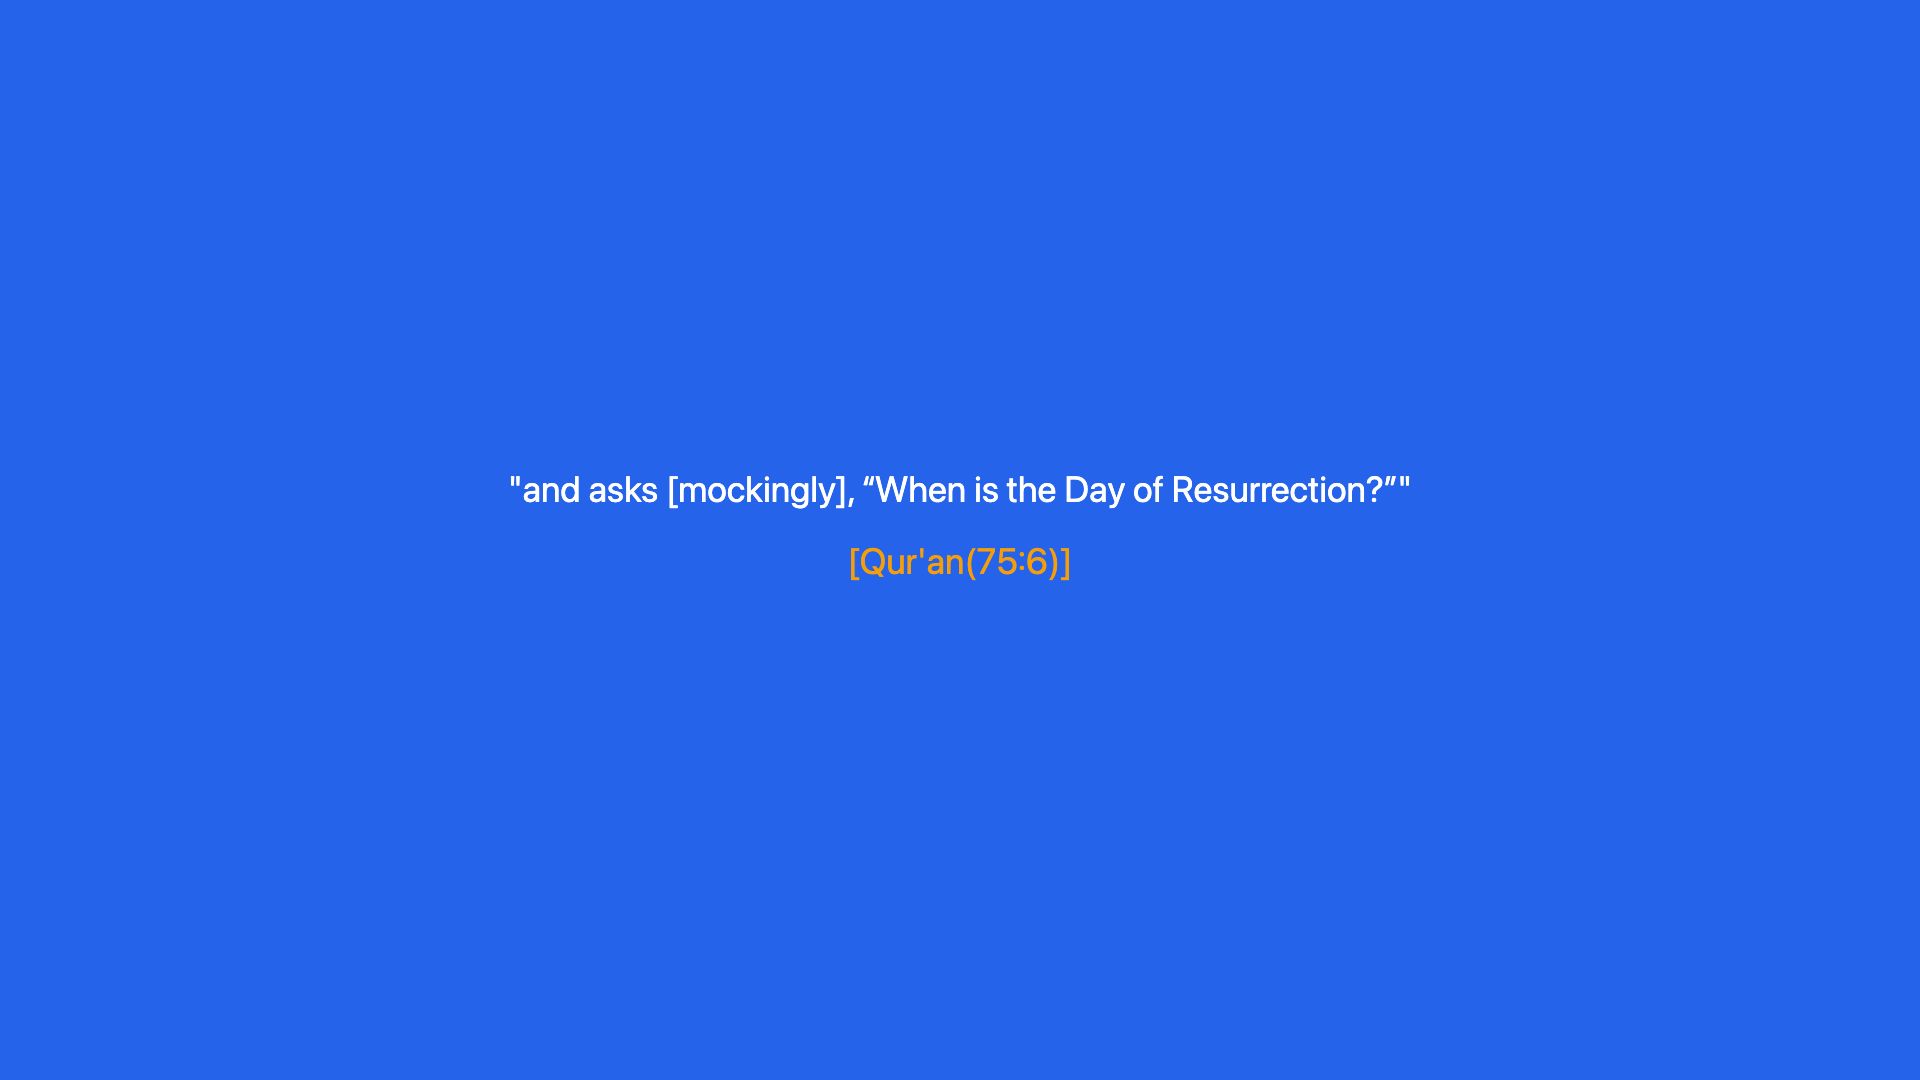 "and asks [mockingly], “When is the Day of Resurrection?”"
[Qur'an(75:6)]